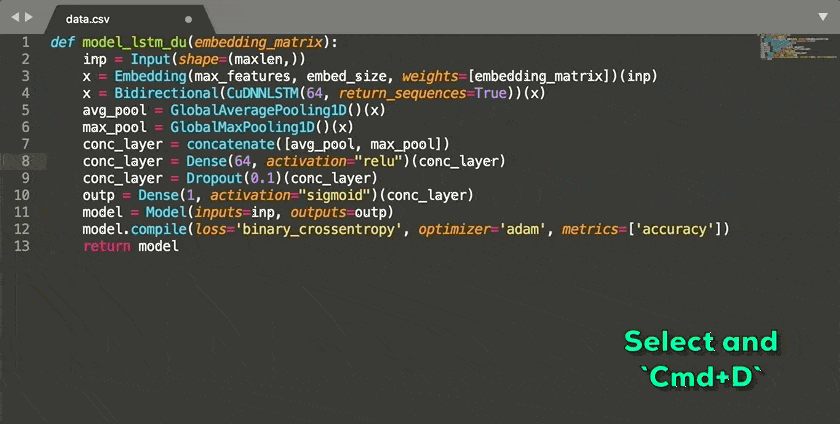 data.csv
1 def model_lstm_du(embedding_matrix):
2     inp = Input(shape=(maxlen,))
3     x = Embedding(max_features, embed_size, weights=[embedding_matrix])(inp)
4     x = Bidirectional(CuDNNLSTM(64, return_sequences=True))(x)
5     avg_pool = GlobalAveragePooling1D()(x)
6     max_pool = GlobalMaxPooling1D()(x)
7     conc_layer = concatenate([avg_pool, max_pool])
8     conc_layer = Dense(64, activation="relu")(conc_layer)
9     conc_layer = Dropout(0.1)(conc_layer)
10     outp = Dense(1, activation="sigmoid")(conc_layer)
11     model = Model(inputs=inp, outputs=outp)
12     model.compile(loss='binary_crossentropy', optimizer='adam', metrics=['accuracy'])
13     return model
Select and
`Cmd+D`